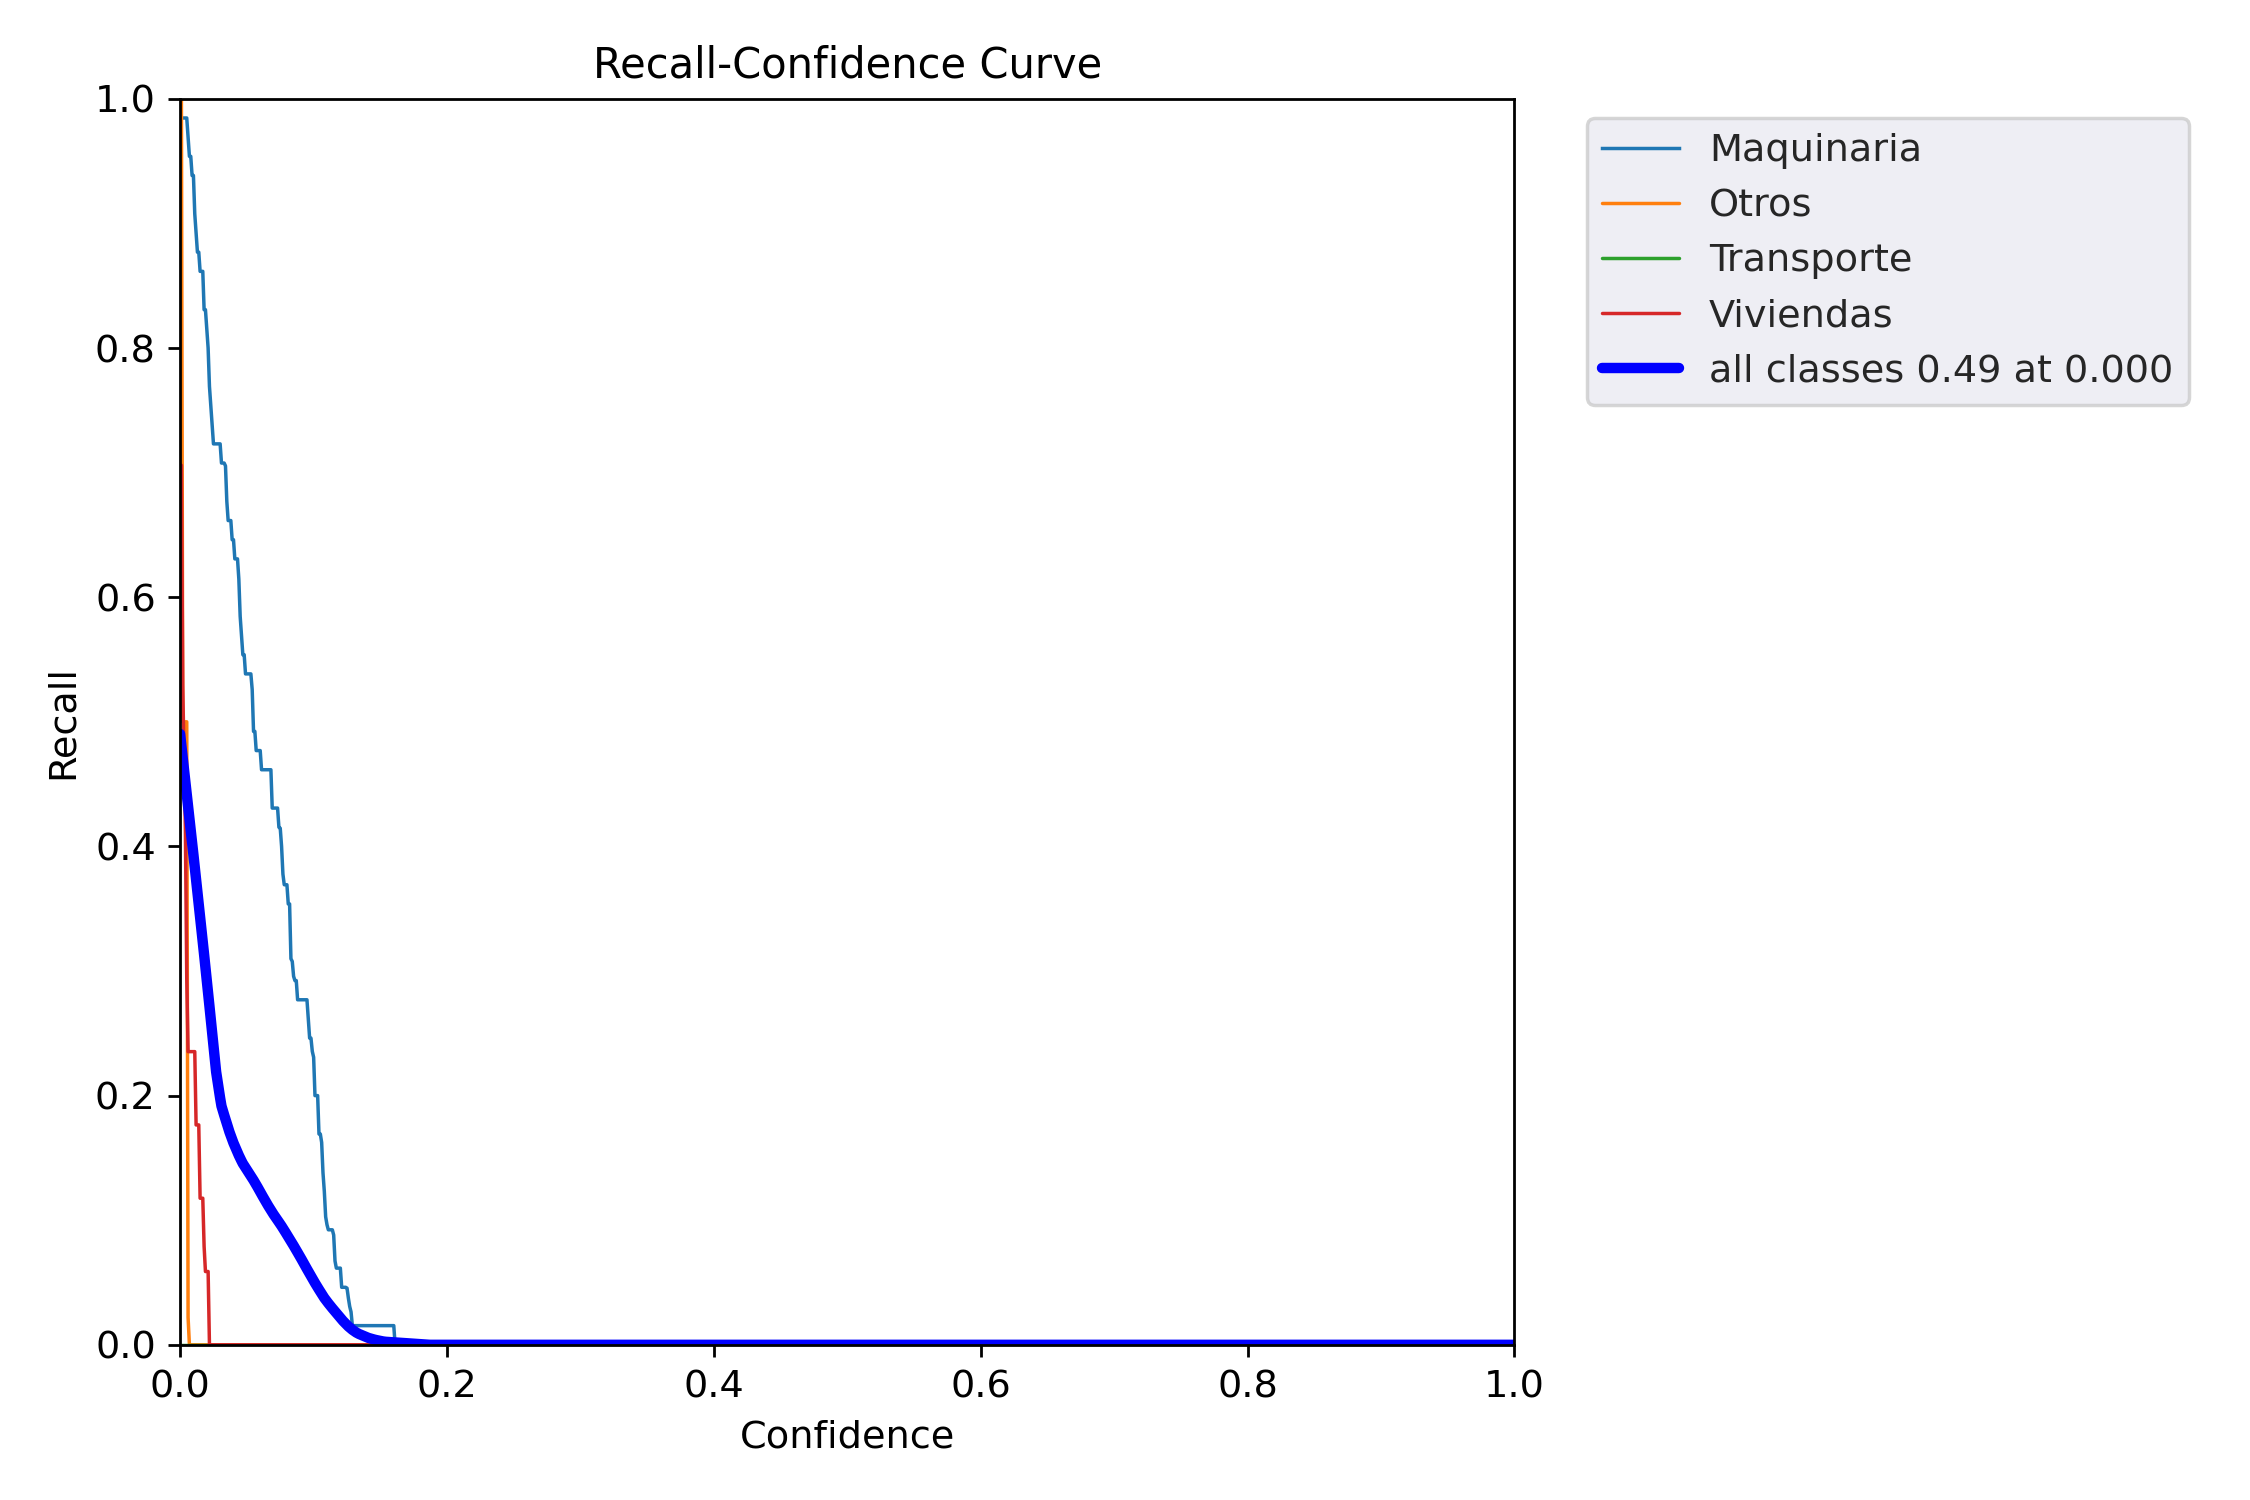 Recall-Confidence Curve
1.0
0.8
0.6
0.4
0.2
0.0
Recall
0.0 0.2 0.4 0.6 0.8 1.0
Confidence
Maquinaria
Otros
Transporte
Viviendas
all classes 0.49 at 0.000